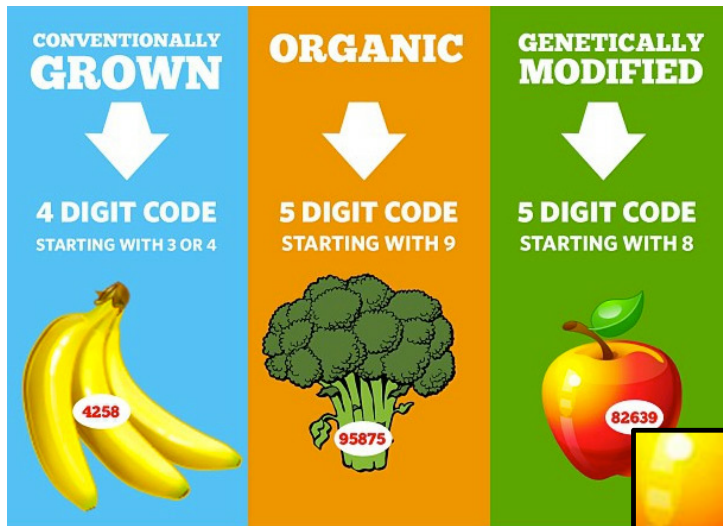 CONVENTIONALLY
GROWN
4 DIGIT CODE
STARTING WITH 3 OR 4
4258
ORGANIC
5 DIGIT CODE
STARTING WITH 9
95875
GENETICALLY
MODIFIED
5 DIGIT CODE
STARTING WITH 8
82639